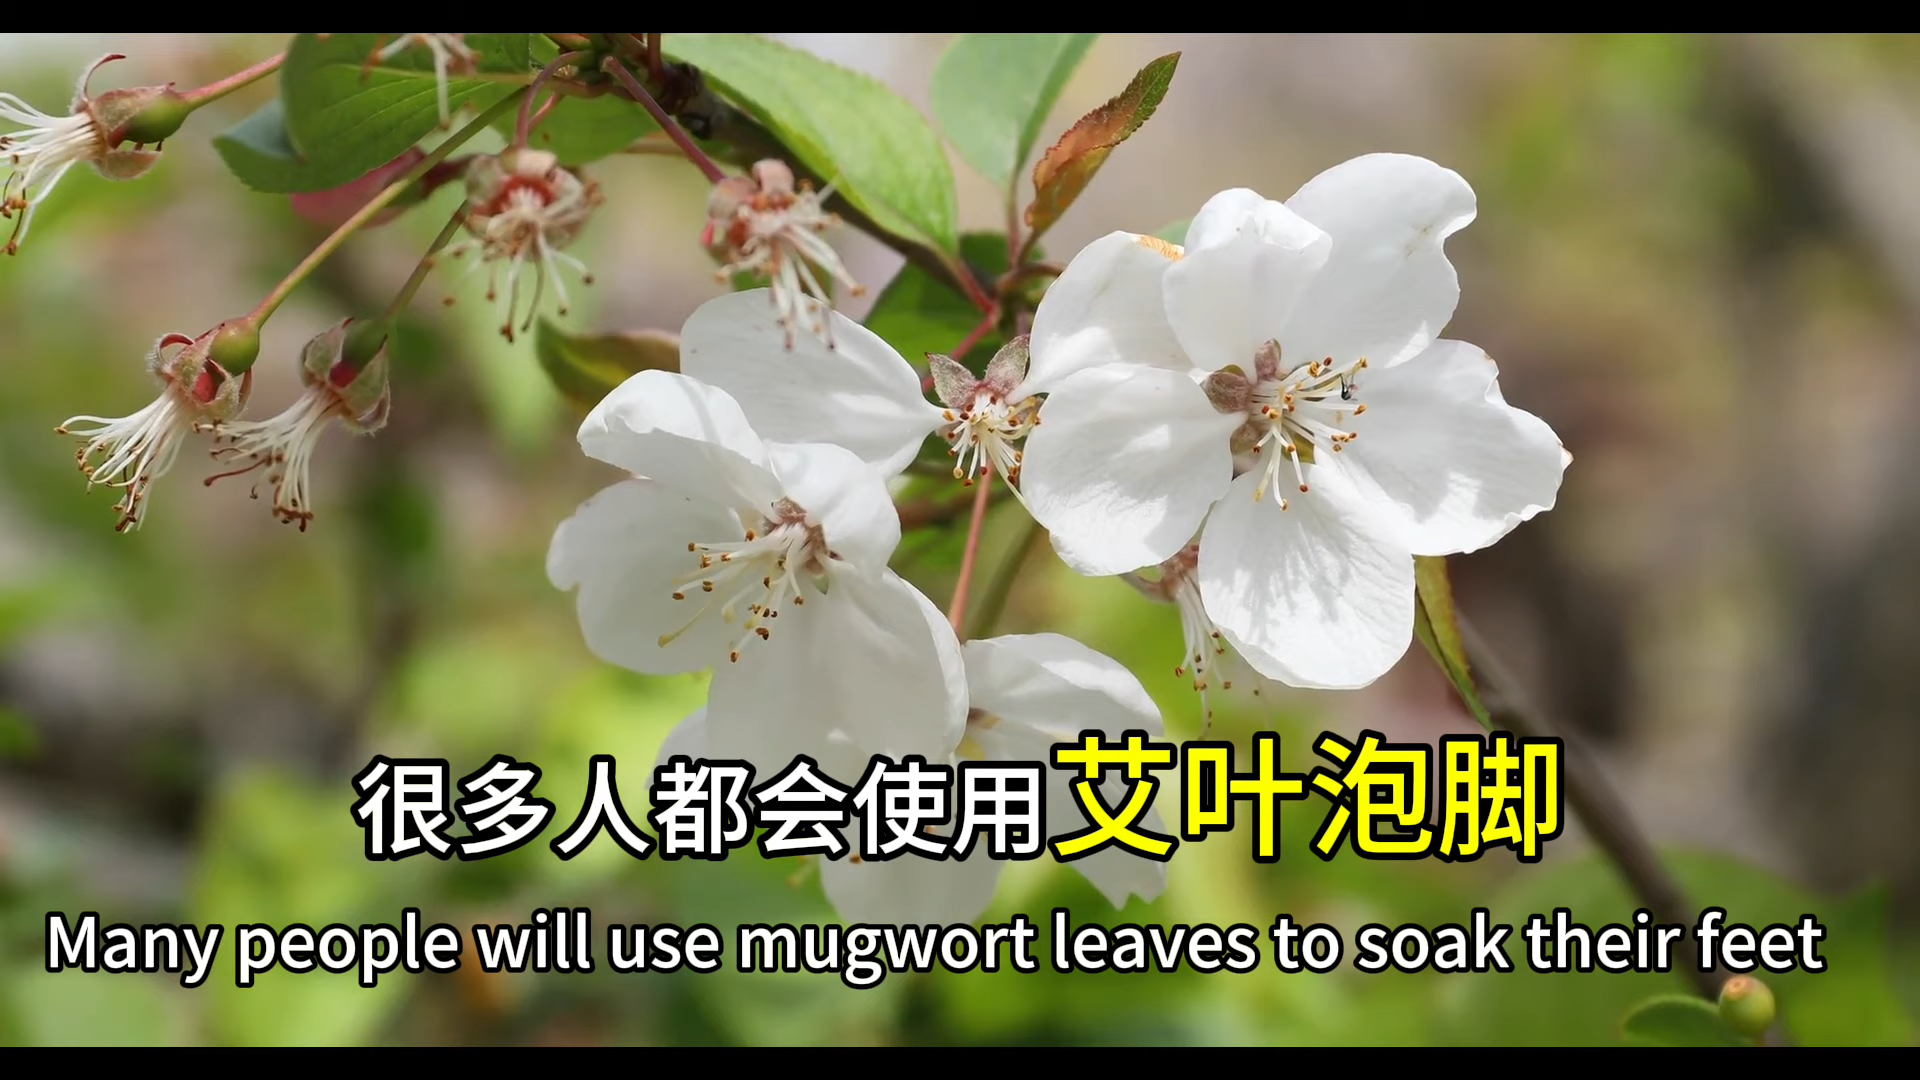 很多人都会使用艾叶泡脚
Many people will use mugwort leaves to soak their feet